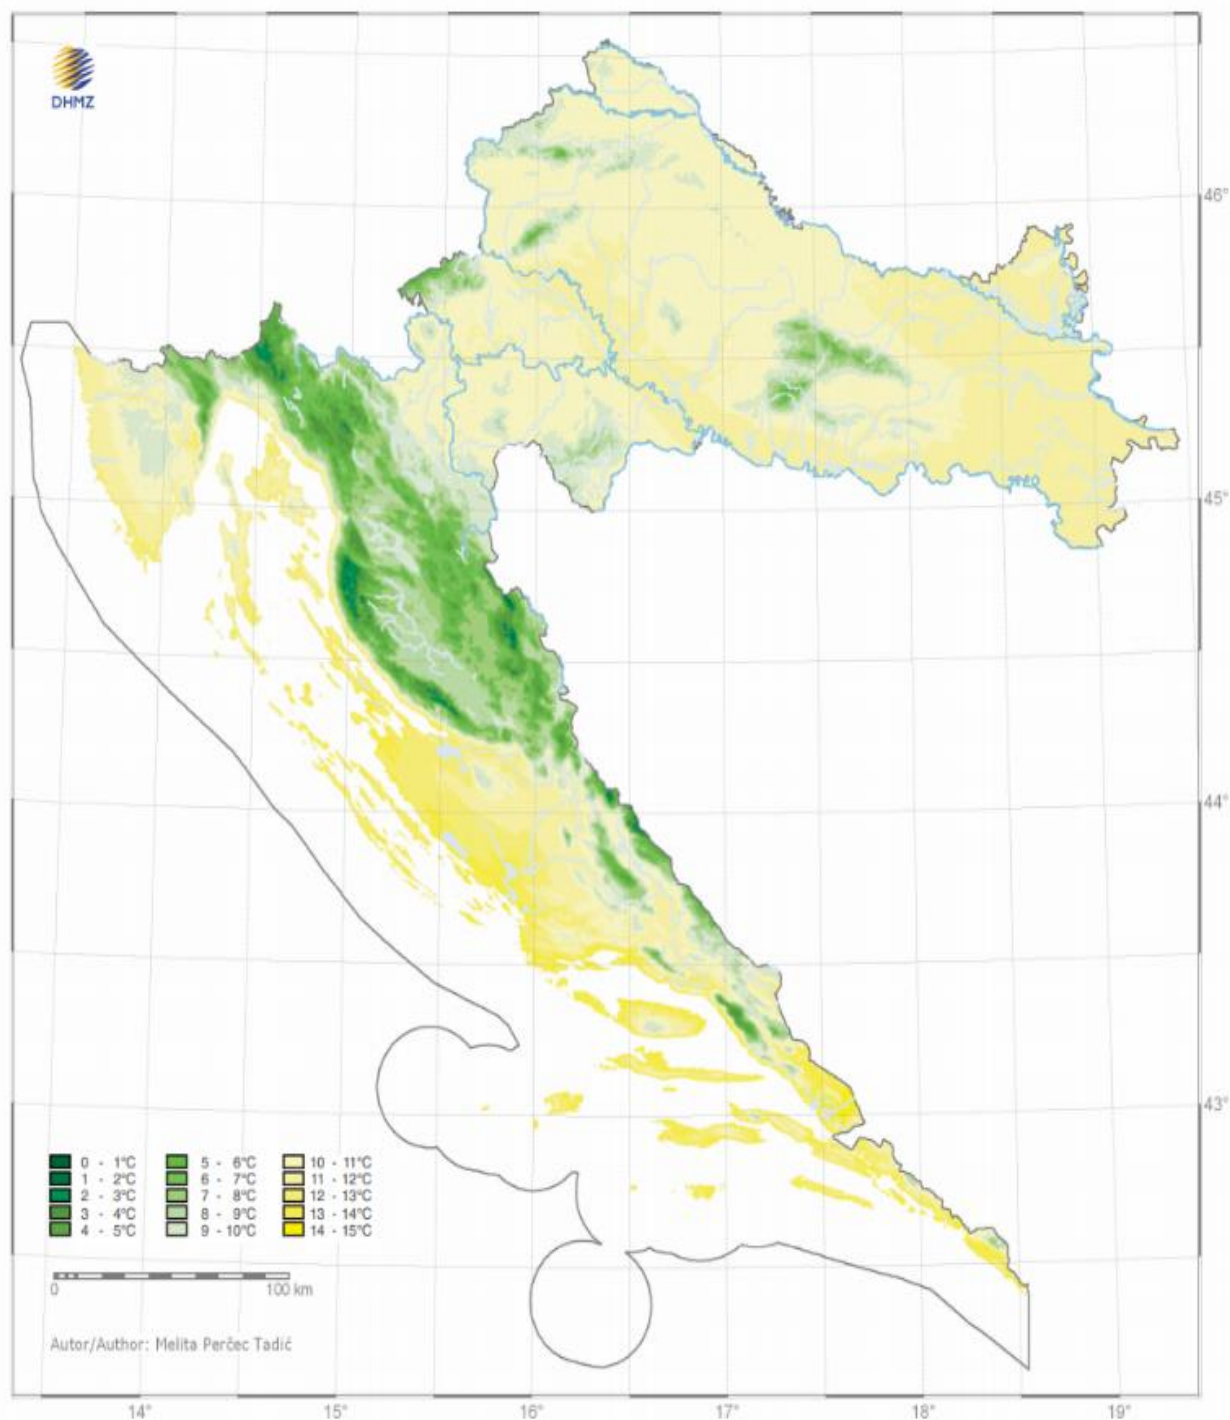 DHMZ
46°
45°
44°
43°
0 - 1°C
1 - 2°C
2 - 3°C
3 - 4°C
4 - 5°C
5 - 6°C
6 - 7°C
7 - 8°C
8 - 9°C
9 - 10°C
10 - 11°C
11 - 12°C
12 - 13°C
13 - 14°C
14 - 15°C
0 100 km
Autor/Author: Melita Perčec Tadić
14° 15° 16° 17° 18° 19°